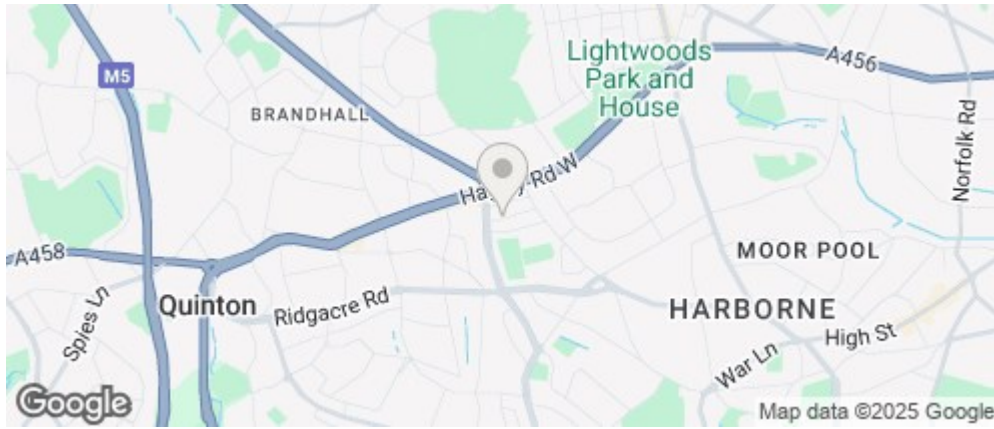 Lightwoods
Park and
House
A456
M5
BRANDHALL
Norfolk Rd
Rd W
A458
MOOR POOL
Quinton
Ridgacre Rd
HARBORNE
Spies Ln
High St
War Ln
Google
Map data ©2025 Google